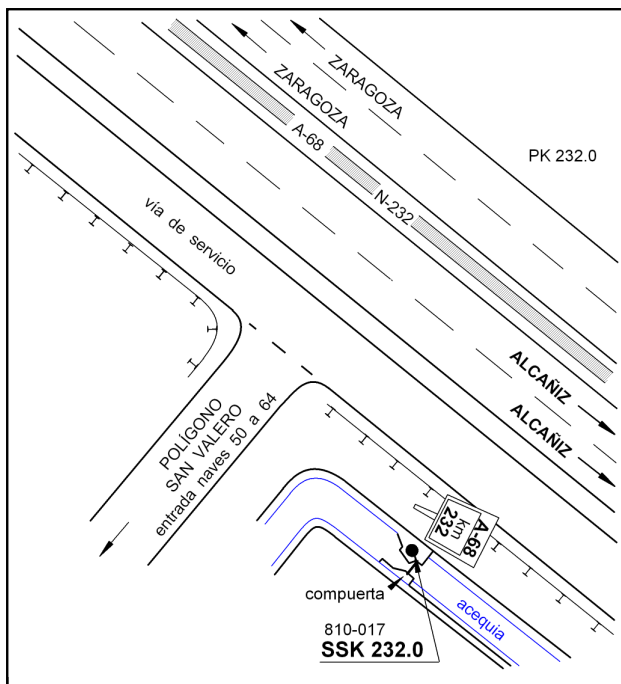 ZARAGOZA
ZARAGOZA
PK 232.0
A-68
N-232
vía de servicio
ALCAÑIZ
ALCAÑIZ
POLÍGONO
SAN VALERO
entrada naves 50 a 64
A-68
km
232
compuerta
acequia
810-017
SSK 232.0